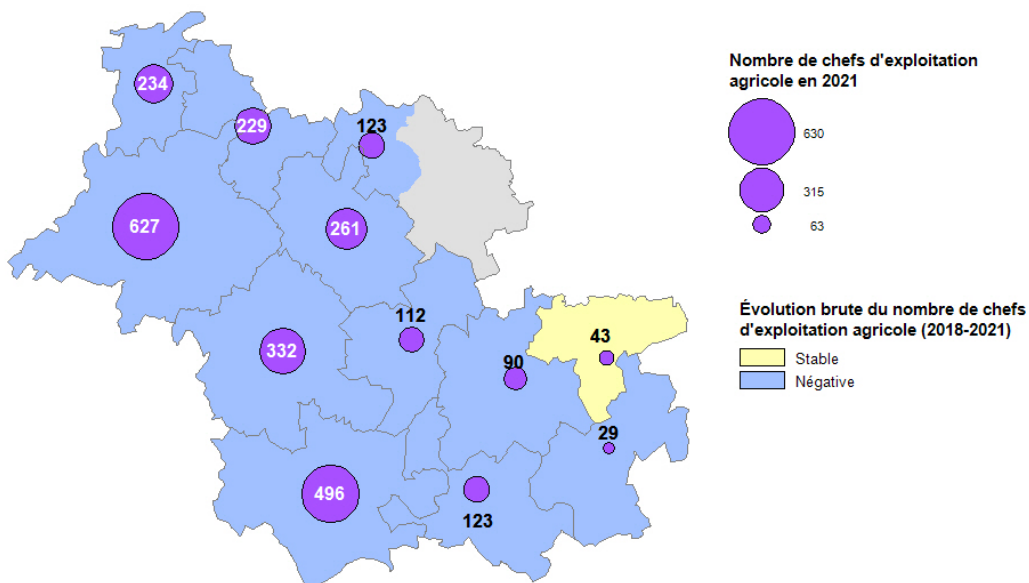 Nombre de chefs d'exploitation
agricole en 2021
630
315
63
Évolution brute du nombre de chefs
d'exploitation agricole (2018-2021)
Stable
Négative
234
229
123
627
261
112
332
43
90
29
496
123